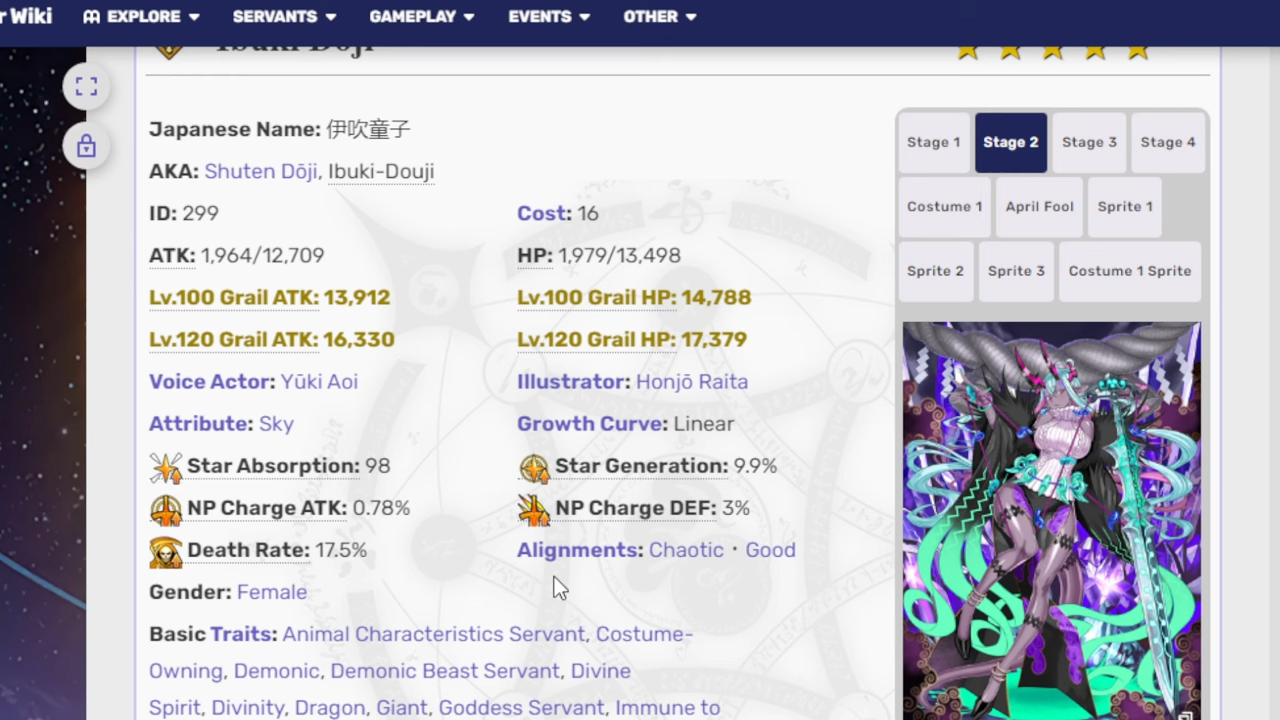 r Wiki EXPLORE SERVANTS GAMEPLAY EVENTS OTHER
Ibuki Dōji
Japanese Name: 伊吹童子
AKA: Shuten Dōji, Ibuki-Douji
ID: 299 Cost: 16
ATK: 1,964/12,709 HP: 1,979/13,498
Lv.100 Grail ATK: 13,912 Lv.100 Grail HP: 14,788
Lv.120 Grail ATK: 16,330 Lv.120 Grail HP: 17,379
Voice Actor: Yūki Aoi Illustrator: Honjō Raita
Attribute: Sky Growth Curve: Linear
Star Absorption: 98 Star Generation: 9.9%
NP Charge ATK: 0.78% NP Charge DEF: 3%
Death Rate: 17.5% Alignments: Chaotic・Good
Gender: Female
Basic Traits: Animal Characteristics Servant, Costume-
Owning, Demonic, Demonic Beast Servant, Divine
Spirit, Divinity, Dragon, Giant, Goddess Servant, Immune to
Stage 1 Stage 2 Stage 3 Stage 4
Costume 1 April Fool Sprite 1
Sprite 2 Sprite 3 Costume 1 Sprite